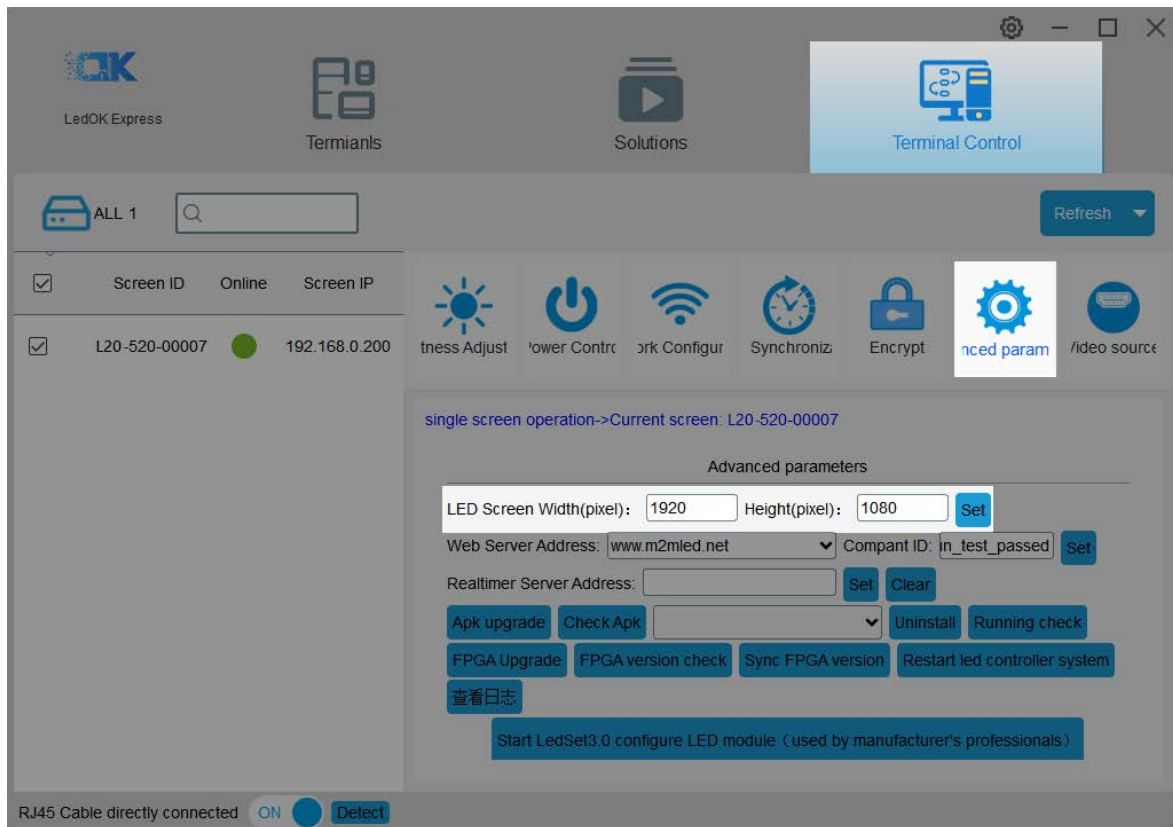 LedOK Express
Termianls
Solutions
Terminal Control
ALL 1
Refresh
Screen ID Online Screen IP
L20-520-00007 192.168.0.200
tness Adjust
ower Contro
ork Configur
Synchroniza
Encrypt
nced param
Video source
single screen operation->Current screen: L20-520-00007
Advanced parameters
LED Screen Width(pixel): 1920 Height(pixel): 1080 Set
Web Server Address: www.m2mled.net Compant ID: in_test_passed Set
Realtimer Server Address: Set Clear
Apk upgrade Check Apk Uninstall Running check
FPGA Upgrade FPGA version check Sync FPGA version Restart led controller system
查看日志
Start LedSet3.0 configure LED module（used by manufacturer's professionals）
RJ45 Cable directly connected ON Detect